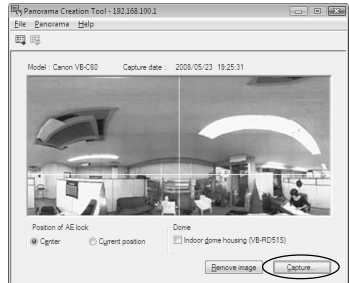 Panorama Creation Tool - 192.168.100.1
File Panorama Help
Model : Canon VB-C60 Capture date : 2008/05/23 19:25:31
Position of AE lock Dome
Center Current position Indoor dome housing (VB-RD51S)
Remove image Capture...